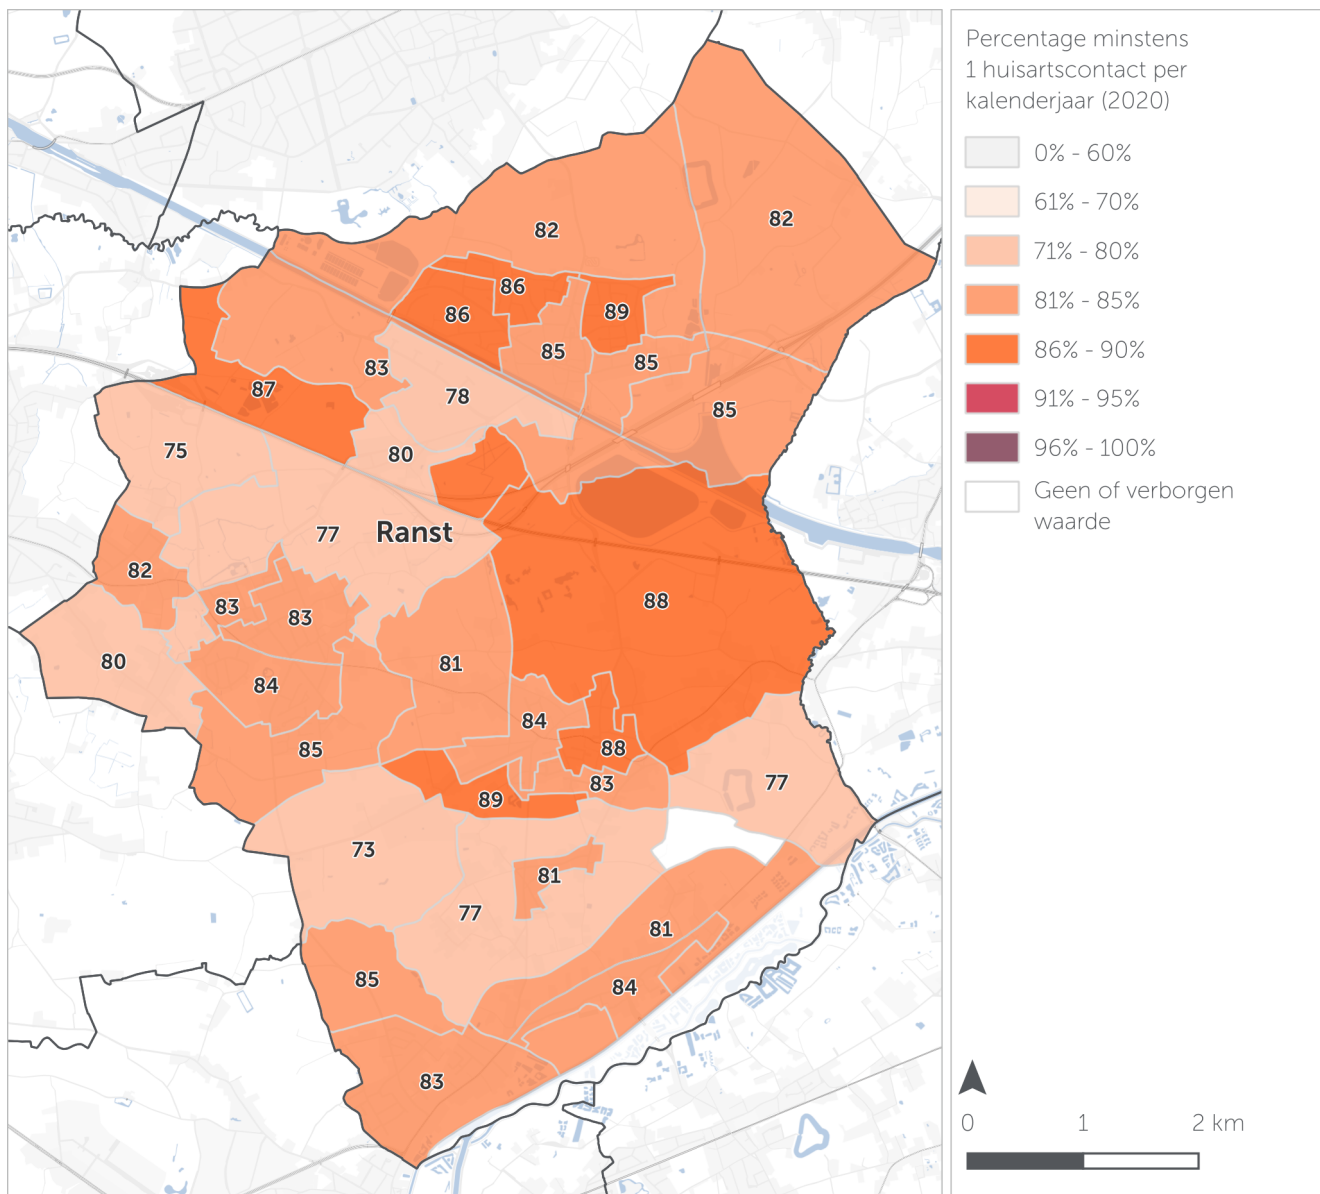 Percentage minstens
1 huisartscontact per
kalenderjaar (2020)
0% - 60%
61% - 70%
71% - 80%
81% - 85%
86% - 90%
91% - 95%
96% - 100%
Geen of verborgen
waarde
82
82
86
86
89
85
85
83
78
87
85
80
75
77
Ranst
82
83
83
88
80
81
84
84
85
88
77
83
89
73
81
77
81
85
84
83
0
1
2 km